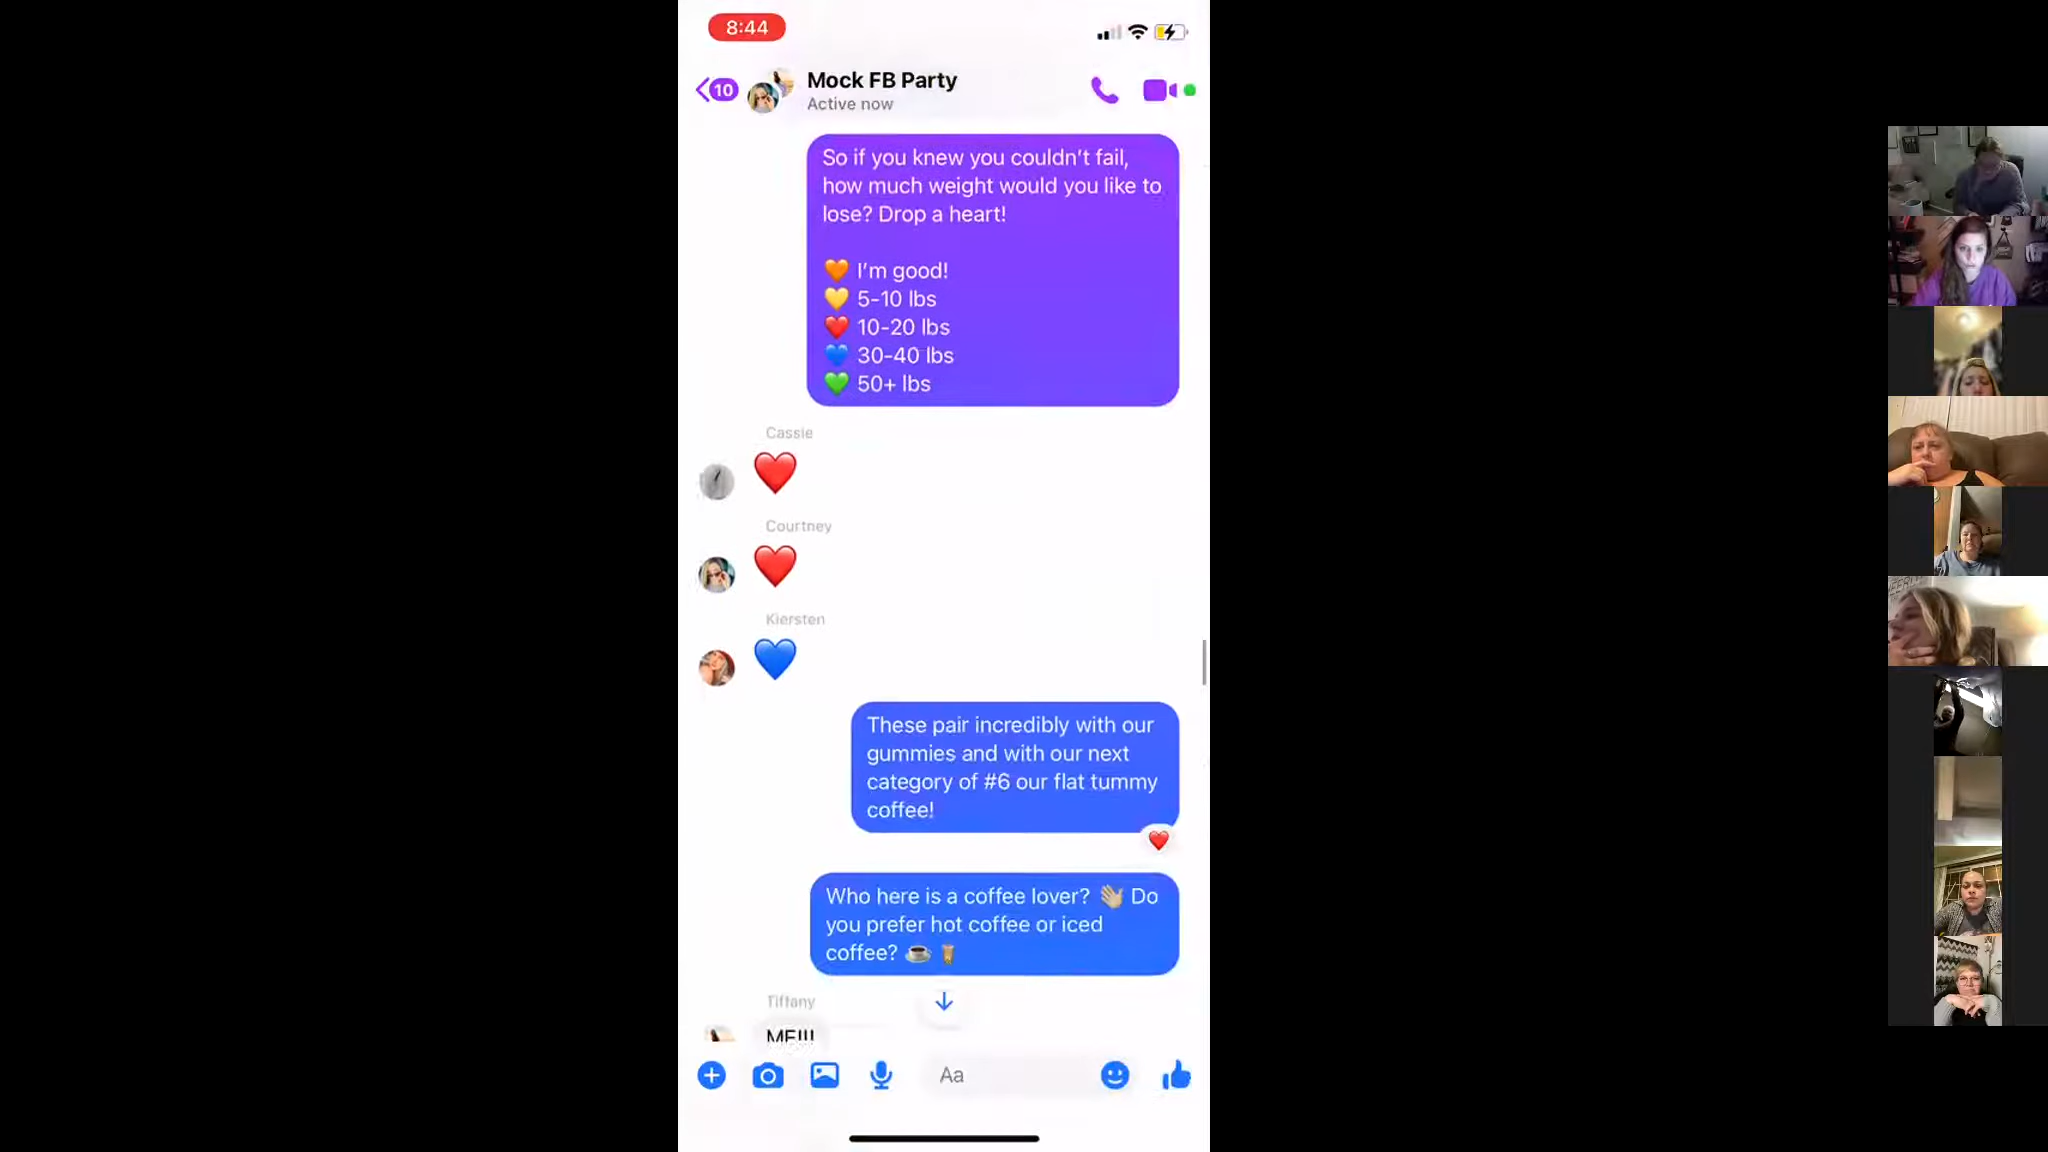 8:44
10
Mock FB Party
Active now
So if you knew you couldn't fail,
how much weight would you like to
lose? Drop a heart!
🧡 I'm good!
💛 5-10 lbs
❤️ 10-20 lbs
💙 30-40 lbs
💚 50+ lbs
Cassie
❤️
Courtney
❤️
Kiersten
💙
These pair incredibly with our
gummies and with our next
category of #6 our flat tummy
coffee!
❤️
Who here is a coffee lover? 👋🏼 Do
you prefer hot coffee or iced
coffee? ☕ 🧋
Tiffany
ME!!!
Aa